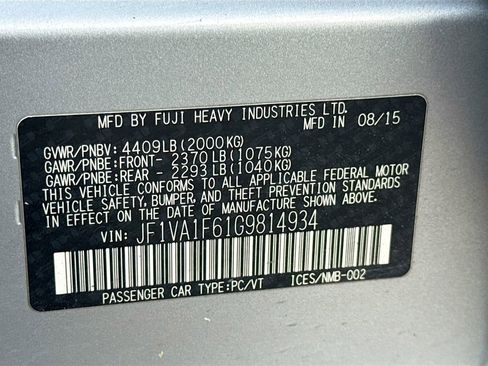 MFD BY FUJI HEAVY INDUSTRIES LTD.
MFD IN 08/15
GVWR/PNBV: 4409LB(2000KG)
GAWR/PNBE:FRONT- 2370LB(1075KG)
GAWR/PNBE:REAR - 2293LB(1040KG)
THIS VEHICLE CONFORMS TO ALL APPLICABLE FEDERAL MOTOR
VEHICLE SAFETY, BUMPER, AND THEFT PREVENTION STANDARDS
IN EFFECT ON THE DATE OF MANUFACTURE SHOWN ABOVE.
VIN: JF1VA1F61G9814934
PASSENGER CAR TYPE:PC/VT ICES/NMB-002